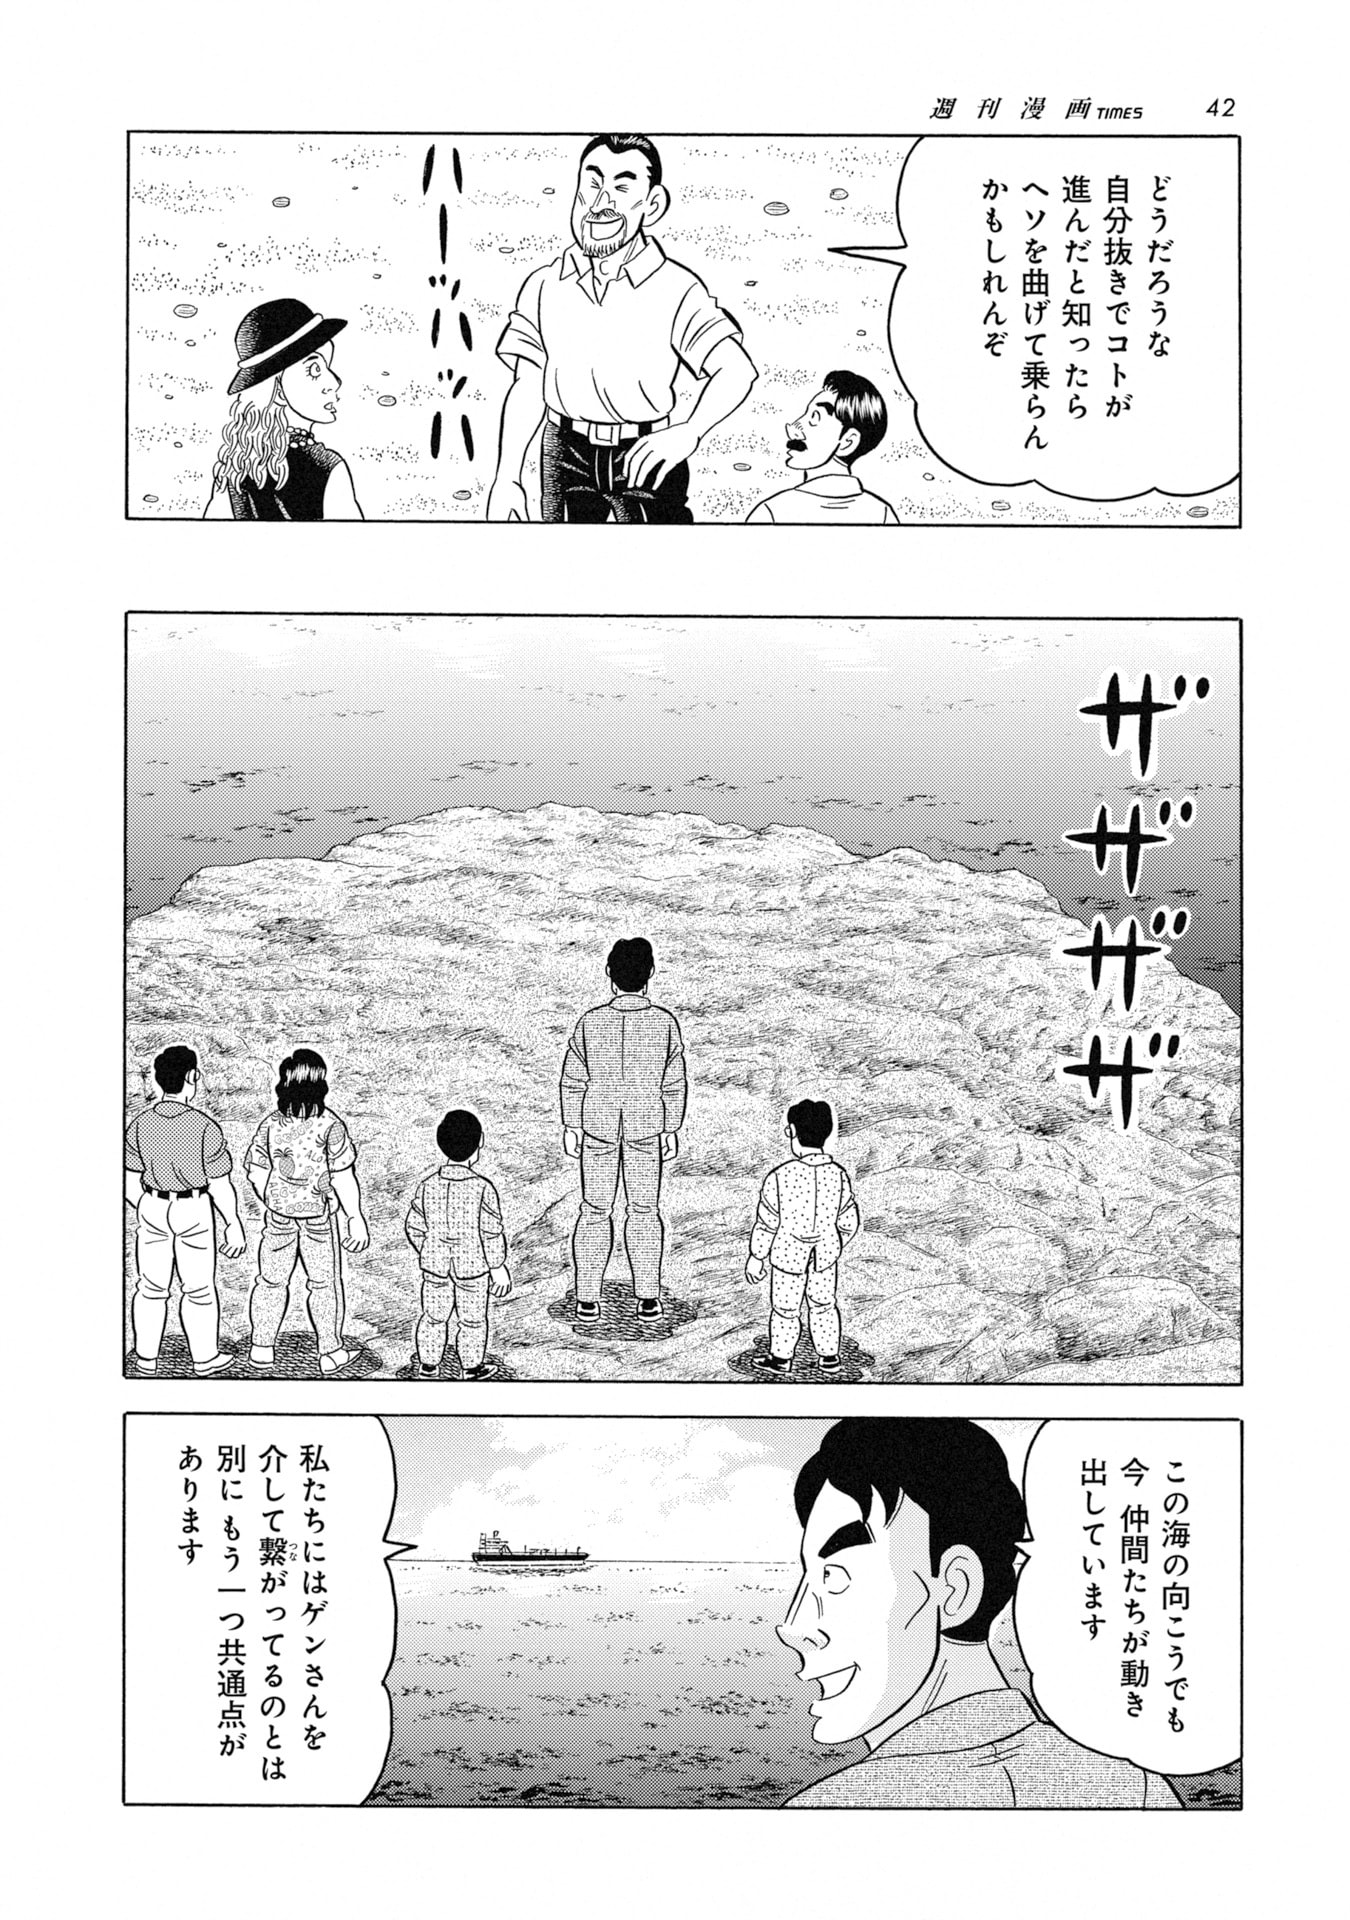 週刊漫画TIMES 42
どうだろうな
自分抜きでコトが
進んだと知ったら
ヘソを曲げて乗らん
かもしれんぞ
ハーハハハ
ザザザザ
この海の向こうでも
今 仲間たちが動き
出しています
私たちにはゲンさんを
介して繋がってるのとは
つな
別に もう一つ共通点が
あります